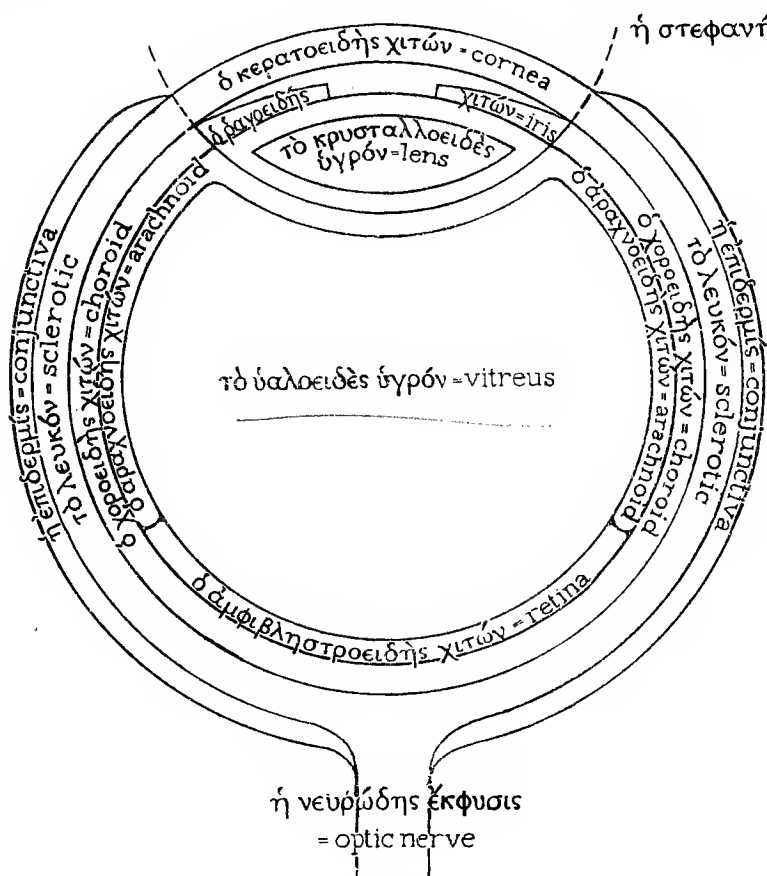 ἡ στεφανή
ὁ κερατοειδὴς χιτών = cornea
ὁ ῥαγοειδὴς
χιτών = iris
τὸ κρυσταλλοειδὲς
ὑγρόν = lens
ἡ ἐπιδερμίς = conjunctiva
τὸ λευκόν = sclerotic
ὁ χοροειδὴς χιτών = choroid
ὁ ἀραχνοειδὴς χιτών = arachnoid
ὁ ἀραχνοειδὴς χιτών = arachnoid
ὁ χοροειδὴς χιτών = choroid
τὸ λευκόν = sclerotic
ἡ ἐπιδερμίς = conjunctiva
τὸ ὑαλοειδὲς ὑγρόν = vitreus
ὁ ἀμφιβληστροειδὴς χιτών = retina
ἡ νευρώδης ἔκφυσις
= optic nerve